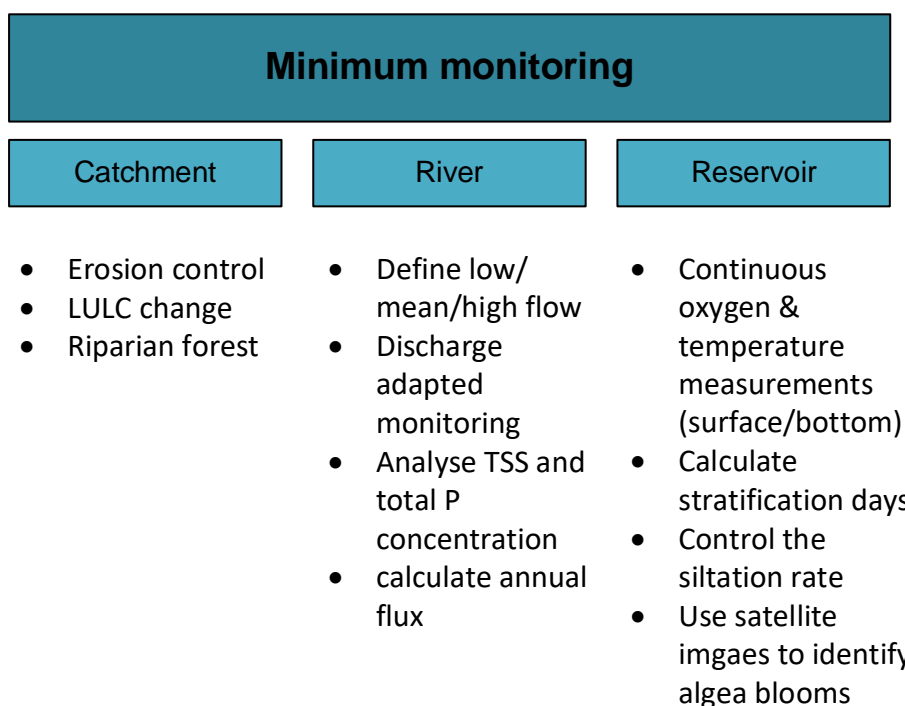 Minimum monitoring
Catchment
River
Reservoir
• Erosion control
• LULC change
• Riparian forest
• Define low/
mean/high flow
• Discharge
adapted
monitoring
• Analyse TSS and
total P
concentration
• calculate annual
flux
• Continuous
oxygen &
temperature
measurements
(surface/bottom)
• Calculate
stratification days
• Control the
siltation rate
• Use satellite
imgaes to identify
algea blooms